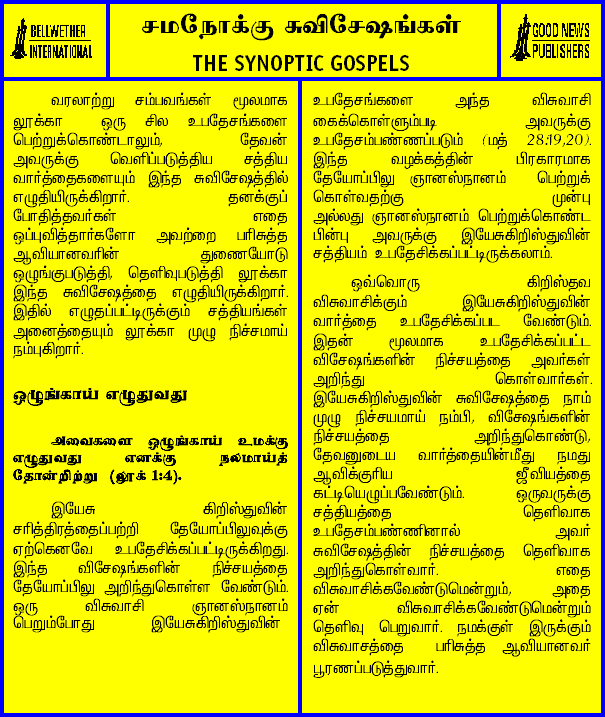 BELLWETHER
INTERNATIONAL
சமநோக்கு சுவிசேஷங்கள்
THE SYNOPTIC GOSPELS
GOOD NEWS
PUBLISHERS
வரலாற்று சம்பவங்கள் மூலமாக
லூக்கா ஒரு சில உபதேசங்களை
பெற்றுக்கொண்டாலும், தேவன்
அவருக்கு வெளிப்படுத்திய சத்திய
வார்த்தைகளையும் இந்த சுவிசேஷத்தில்
எழுதியிருக்கிறார். தனக்குப்
போதித்தவர்கள் எதை
ஒப்புவித்தார்களோ அவற்றை பரிசுத்த
ஆவியானவரின் துணையோடு
ஒழுங்குபடுத்தி, தெளிவுபடுத்தி லூக்கா
இந்த சுவிசேஷத்தை எழுதியிருக்கிறார்.
இதில் எழுதப்பட்டிருக்கும் சத்தியங்கள்
அனைத்தையும் லூக்கா முழு நிச்சமாய்
நம்புகிறார்.
ஒழுங்காய் எழுதுவது
அவைகளை ஒழுங்காய் உமக்கு
எழுதுவது எனக்கு நலமாய்த்
தோன்றிற்று (லூக் 1:4).
இயேசு கிறிஸ்துவின்
சரித்திரத்தைப்பற்றி தேயோப்பிலுவுக்கு
ஏற்கெனவே உபதேசிக்கப்பட்டிருக்கிறது.
இந்த விசேஷங்களின் நிச்சயத்தை
தேயோப்பிலு அறிந்துகொள்ள வேண்டும்.
ஒரு விசுவாசி ஞானஸ்நானம்
பெறும்போது இயேசுகிறிஸ்துவின்
உபதேசங்களை அந்த விசுவாசி
கைக்கொள்ளும்படி அவருக்கு
உபதேசம்பண்ணப்படும் (மத் 28:19,20).
இந்த வழக்கத்தின் பிரகாரமாக
தேயோப்பிலு ஞானஸ்நானம் பெற்றுக்
கொள்வதற்கு முன்பு
அல்லது ஞானஸ்நானம் பெற்றுக்கொண்ட
பின்பு அவருக்கு இயேசுகிறிஸ்துவின்
சத்தியம் உபதேசிக்கப்பட்டிருக்கலாம்.
ஒவ்வொரு கிறிஸ்தவ
விசுவாசிக்கும் இயேசுகிறிஸ்துவின்
வார்த்தை உபதேசிக்கப்பட வேண்டும்.
இதன் மூலமாக உபதேசிக்கப்பட்ட
விசேஷங்களின் நிச்சயத்தை அவர்கள்
அறிந்து கொள்வார்கள்.
இயேசுகிறிஸ்துவின் சுவிசேஷத்தை நாம்
முழு நிச்சயமாய் நம்பி, விசேஷங்களின்
நிச்சயத்தை அறிந்துகொண்டு,
தேவனுடைய வார்த்தையின்மீது நமது
ஆவிக்குரிய ஜீவியத்தை
கட்டியெழுப்பவேண்டும். ஒருவருக்கு
சத்தியத்தை தெளிவாக
உபதேசம்பண்ணினால் அவர்
சுவிசேஷத்தின் நிச்சயத்தை தெளிவாக
அறிந்துகொள்வார். எதை
விசுவாசிக்கவேண்டுமென்றும், அதை
ஏன் விசுவாசிக்கவேண்டுமென்றும்
தெளிவு பெறுவார். நமக்குள் இருக்கும்
விசுவாசத்தை பரிசுத்த ஆவியானவர்
பூரணப்படுத்துவார்.